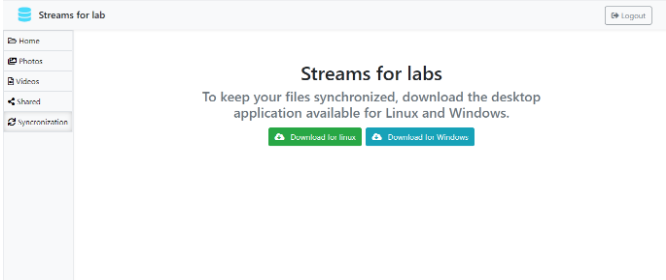 Streams for lab
Logout
Home
Photos
Videos
Shared
Syncronization
Streams for labs
To keep your files synchronized, download the desktop
application available for Linux and Windows.
Download for linux
Download for Windows